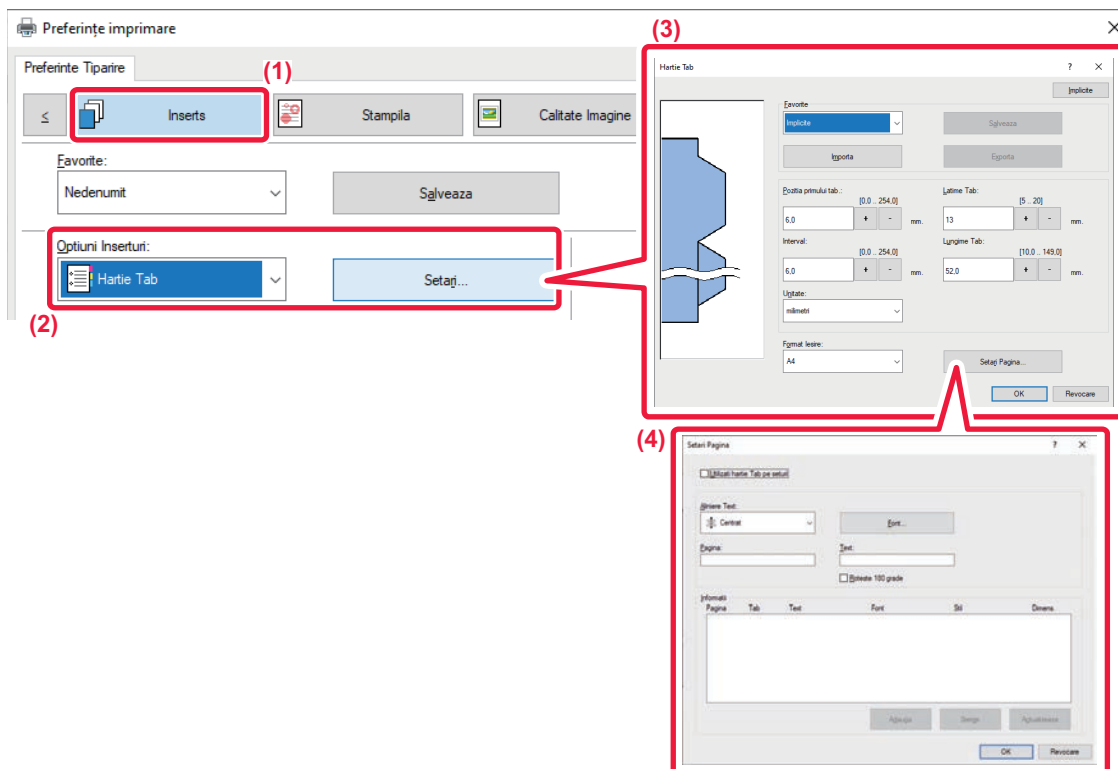 Preferințe imprimare
Preferinte Tiparire
(1)
≤ Inserts Stampila Calitate Imagine
Favorite:
Nedenumit Salveaza
Optiuni Inserturi:
Hartie Tab Setari...
(2)
(3)
Hartie Tab ? ×
Implicite
Favorite
Implicite Salveaza
Importa Exporta
Pozitia primului tab.: Latime Tab:
[0,0 .. 254,0] [5 .. 20]
6,0 + - mm. 13 + - mm.
Interval: Lungime Tab:
[0,0 .. 254,0] [10,0 .. 149,0]
6,0 + - mm. 52,0 + - mm.
Unitate:
milimetri
Format Iesire:
A4 Setari Pagina...
OK Revocare
(4)
Setari Pagina ? ×
Utilizati hartie Tab pe seturi
Aliniere Text:
Centrat Font...
Pagina: Text:
Roteste 180 grade
Informatii
Pagina Tab Text Font Stil Dimens.
Adauga Sterge Actualizeaza
OK Revocare